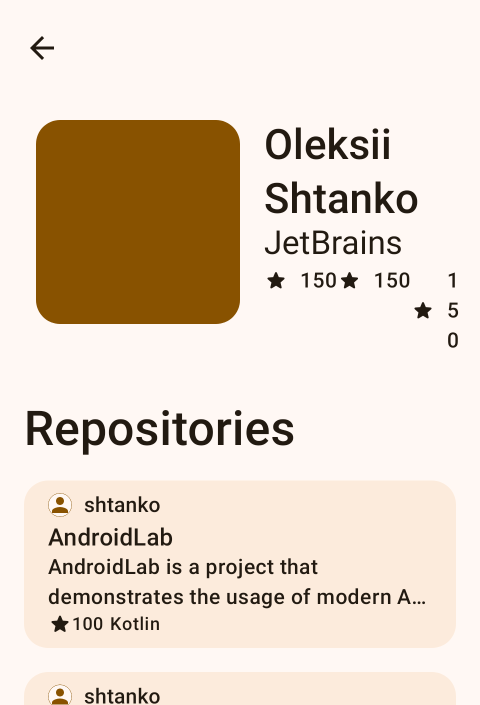 Oleksii
Shtanko
JetBrains
150 150 1
5
0
Repositories
shtanko
AndroidLab
AndroidLab is a project that
demonstrates the usage of modern A…
100 Kotlin
shtanko